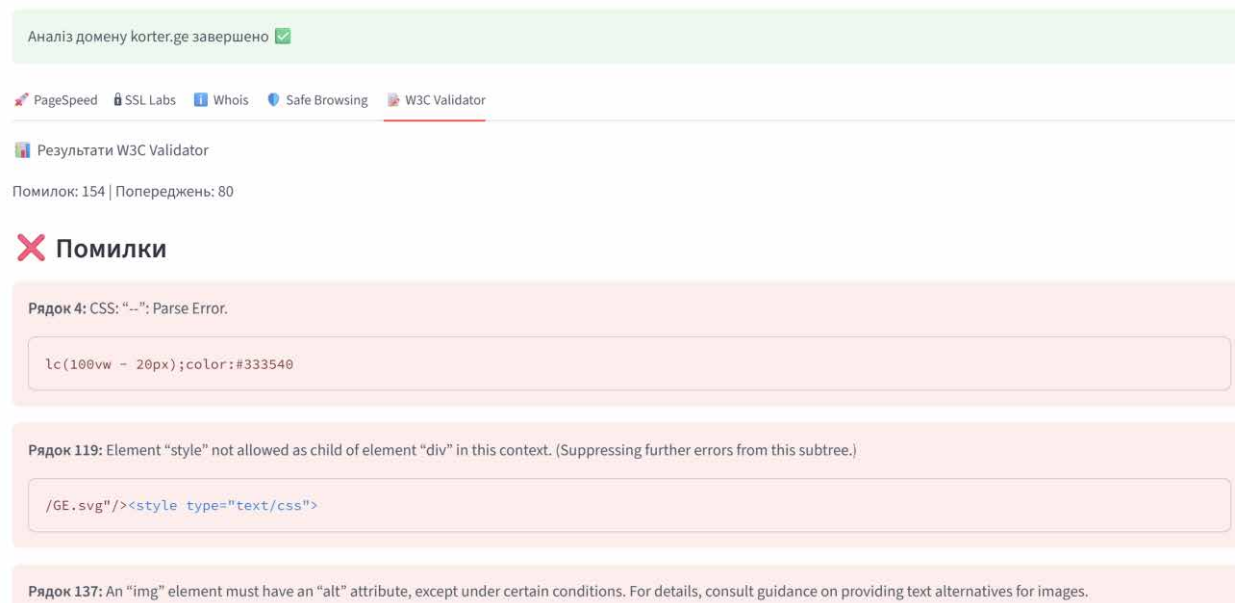 Аналіз домену korter.ge завершено ✅
🚀 PageSpeed 🔒 SSL Labs ℹ️ Whois 🛡️ Safe Browsing 📝 W3C Validator
📊 Результати W3C Validator
Помилок: 154 | Попереджень: 80
❌ Помилки
Рядок 4: CSS: “--”: Parse Error.
lc(100vw - 20px);color:#333540
Рядок 119: Element “style” not allowed as child of element “div” in this context. (Suppressing further errors from this subtree.)
/GE.svg"/><style type="text/css">
Рядок 137: An “img” element must have an “alt” attribute, except under certain conditions. For details, consult guidance on providing text alternatives for images.